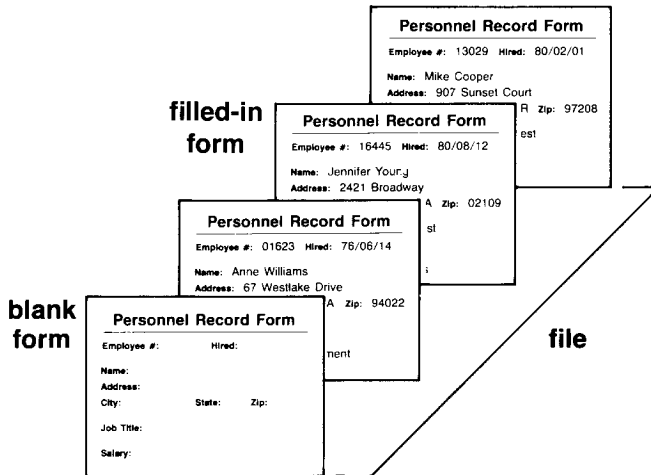 Personnel Record Form
Employee #: 13029 Hired: 80/02/01
Name: Mike Cooper
Address: 907 Sunset Court
R Zip: 97208
est
filled-in
form
Personnel Record Form
Employee #: 16445 Hired: 80/08/12
Name: Jennifer Young
Address: 2421 Broadway
A Zip: 02109
st
s
Personnel Record Form
Employee #: 01623 Hired: 76/06/14
Name: Anne Williams
Address: 67 Westlake Drive
A Zip: 94022
ment
blank
form
Personnel Record Form
Employee #: Hired:
Name:
Address:
City: State: Zip:
Job Title:
Salary:
file